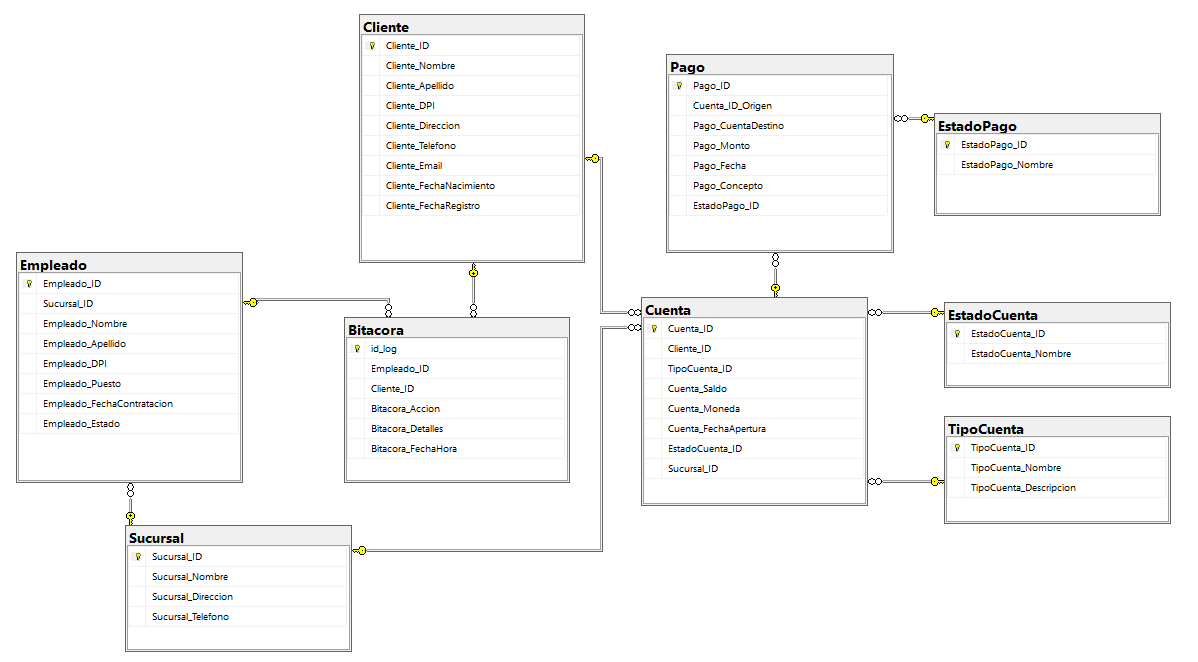 Cliente
Cliente_ID
Cliente_Nombre
Cliente_Apellido
Cliente_DPI
Cliente_Direccion
Cliente_Telefono
Cliente_Email
Cliente_FechaNacimiento
Cliente_FechaRegistro
Pago
Pago_ID
Cuenta_ID_Origen
Pago_CuentaDestino
Pago_Monto
Pago_Fecha
Pago_Concepto
EstadoPago_ID
EstadoPago
EstadoPago_ID
EstadoPago_Nombre
Empleado
Empleado_ID
Sucursal_ID
Empleado_Nombre
Empleado_Apellido
Empleado_DPI
Empleado_Puesto
Empleado_FechaContratacion
Empleado_Estado
Bitacora
id_log
Empleado_ID
Cliente_ID
Bitacora_Accion
Bitacora_Detalles
Bitacora_FechaHora
Cuenta
Cuenta_ID
Cliente_ID
TipoCuenta_ID
Cuenta_Saldo
Cuenta_Moneda
Cuenta_FechaApertura
EstadoCuenta_ID
Sucursal_ID
EstadoCuenta
EstadoCuenta_ID
EstadoCuenta_Nombre
TipoCuenta
TipoCuenta_ID
TipoCuenta_Nombre
TipoCuenta_Descripcion
Sucursal
Sucursal_ID
Sucursal_Nombre
Sucursal_Direccion
Sucursal_Telefono